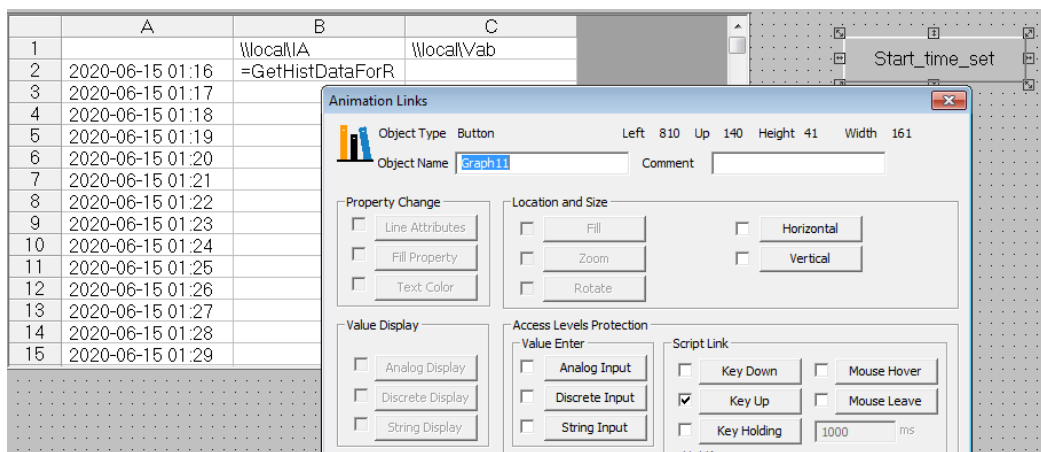 A B C
1 \\local\IA \\local\Vab
2 2020-06-15 01:16 =GetHistDataForR
3 2020-06-15 01:17
4 2020-06-15 01:18
5 2020-06-15 01:19
6 2020-06-15 01:20
7 2020-06-15 01:21
8 2020-06-15 01:22
9 2020-06-15 01:23
10 2020-06-15 01:24
11 2020-06-15 01:25
12 2020-06-15 01:26
13 2020-06-15 01:27
14 2020-06-15 01:28
15 2020-06-15 01:29
Start_time_set
Animation Links
Object Type Button Left 810 Up 140 Height 41 Width 161
Object Name Graph11 Comment
Property Change
Line Attributes
Fill Property
Text Color
Location and Size
Fill Horizontal
Zoom Vertical
Rotate
Value Display
Analog Display
Discrete Display
String Display
Access Levels Protection
Value Enter
Analog Input
Discrete Input
String Input
Script Link
Key Down Mouse Hover
Key Up Mouse Leave
Key Holding 1000 ms